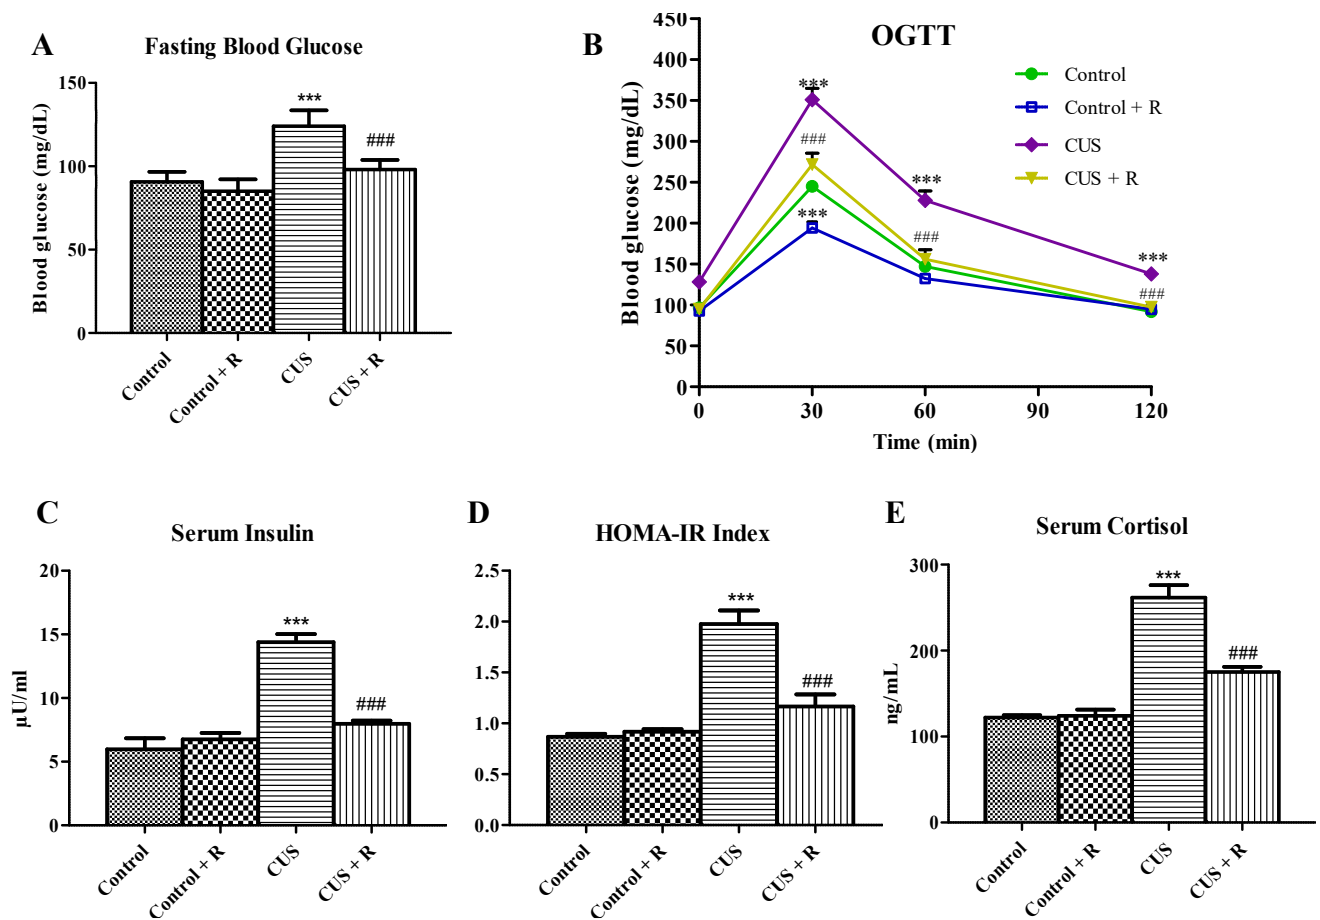 A
Fasting Blood Glucose
Blood glucose (mg/dL)
150
100
50
0
***
###
Control
Control + R
CUS
CUS + R
B
OGTT
Blood glucose (mg/dL)
450
400
350
300
250
200
150
100
50
0
***
###
***
***
###
***
###
Control
Control + R
CUS
CUS + R
0 30 60 90 120
Time (min)
C
Serum Insulin
µU/ml
20
15
10
5
0
***
###
Control
Control + R
CUS
CUS + R
D
HOMA-IR Index
2.5
2.0
1.5
1.0
0.5
0.0
***
###
Control
Control + R
CUS
CUS + R
E
Serum Cortisol
ng/mL
300
200
100
0
***
###
Control
Control + R
CUS
CUS + R